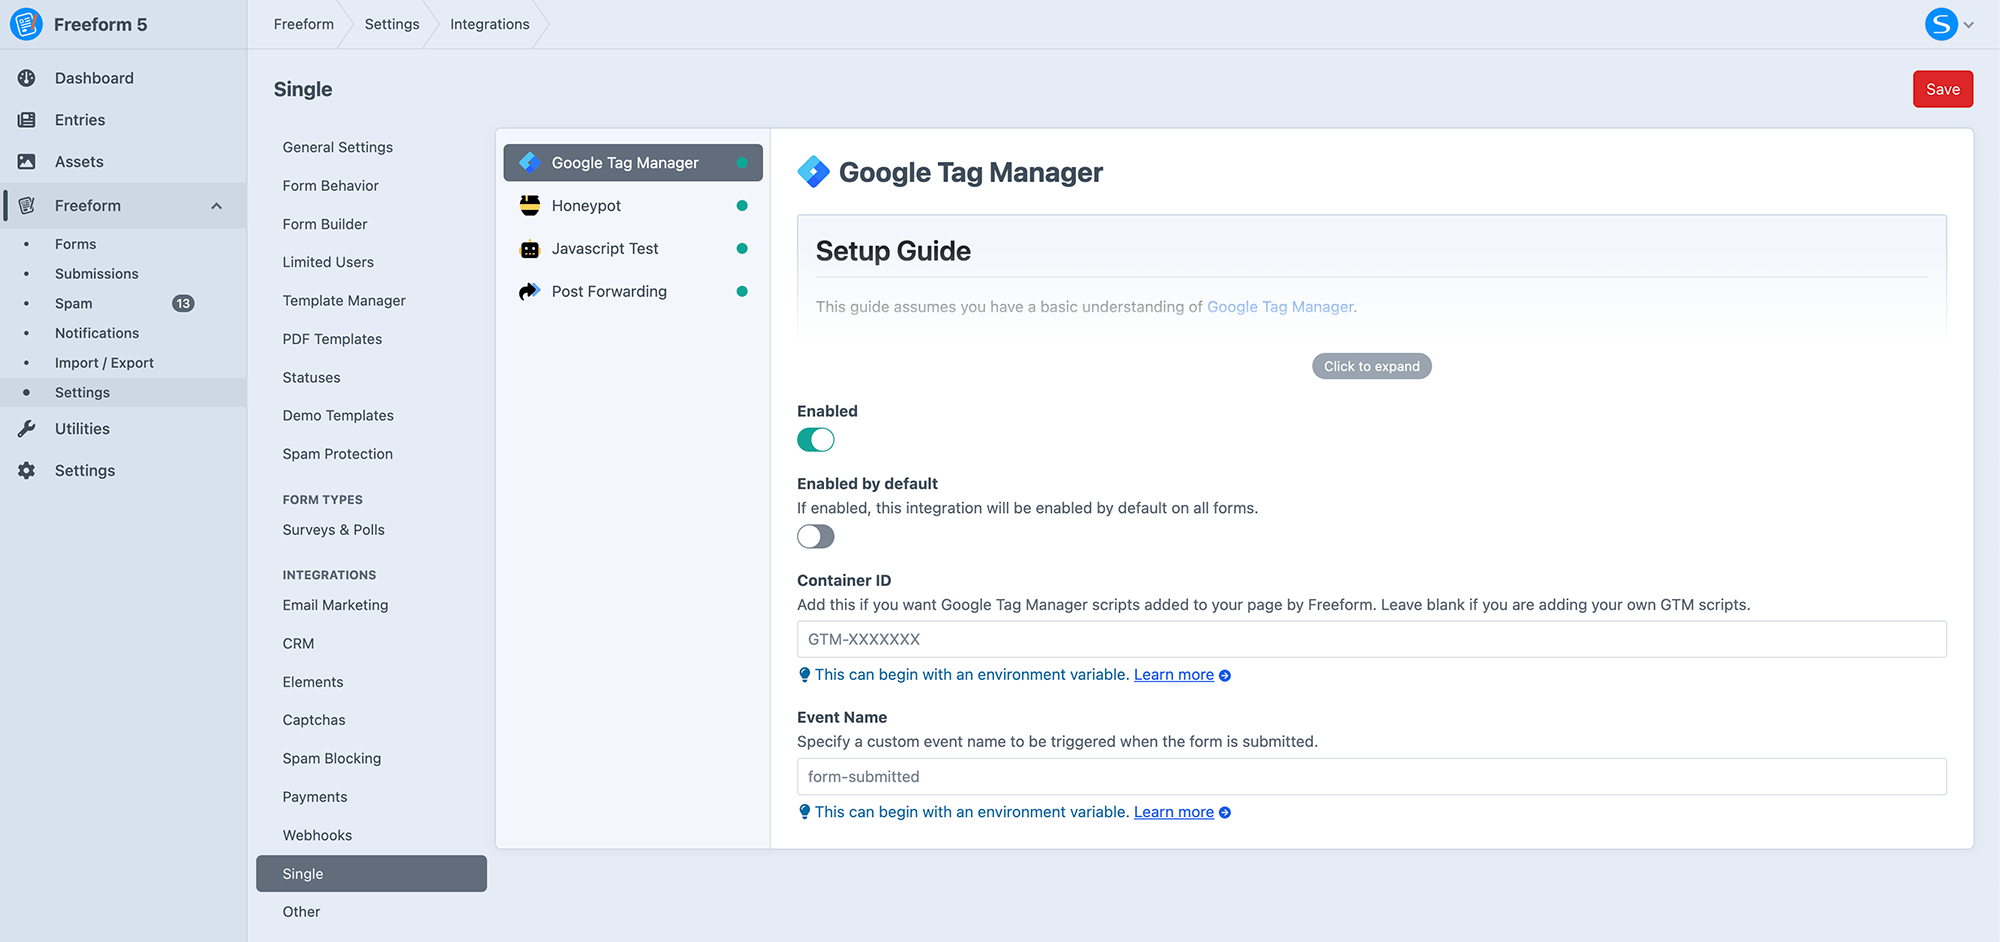 Freeform 5
Freeform
Settings
Integrations
S
Dashboard
Entries
Assets
Freeform
Forms
Submissions
Spam
13
Notifications
Import / Export
Settings
Utilities
Settings
Single
Save
General Settings
Form Behavior
Form Builder
Limited Users
Template Manager
PDF Templates
Statuses
Demo Templates
Spam Protection
FORM TYPES
Surveys & Polls
INTEGRATIONS
Email Marketing
CRM
Elements
Captchas
Spam Blocking
Payments
Webhooks
Single
Other
Google Tag Manager
Honeypot
Javascript Test
Post Forwarding
Google Tag Manager
Setup Guide
This guide assumes you have a basic understanding of Google Tag Manager.
Click to expand
Enabled
Enabled by default
If enabled, this integration will be enabled by default on all forms.
Container ID
Add this if you want Google Tag Manager scripts added to your page by Freeform. Leave blank if you are adding your own GTM scripts.
GTM-XXXXXXX
This can begin with an environment variable. Learn more
Event Name
Specify a custom event name to be triggered when the form is submitted.
form-submitted
This can begin with an environment variable. Learn more